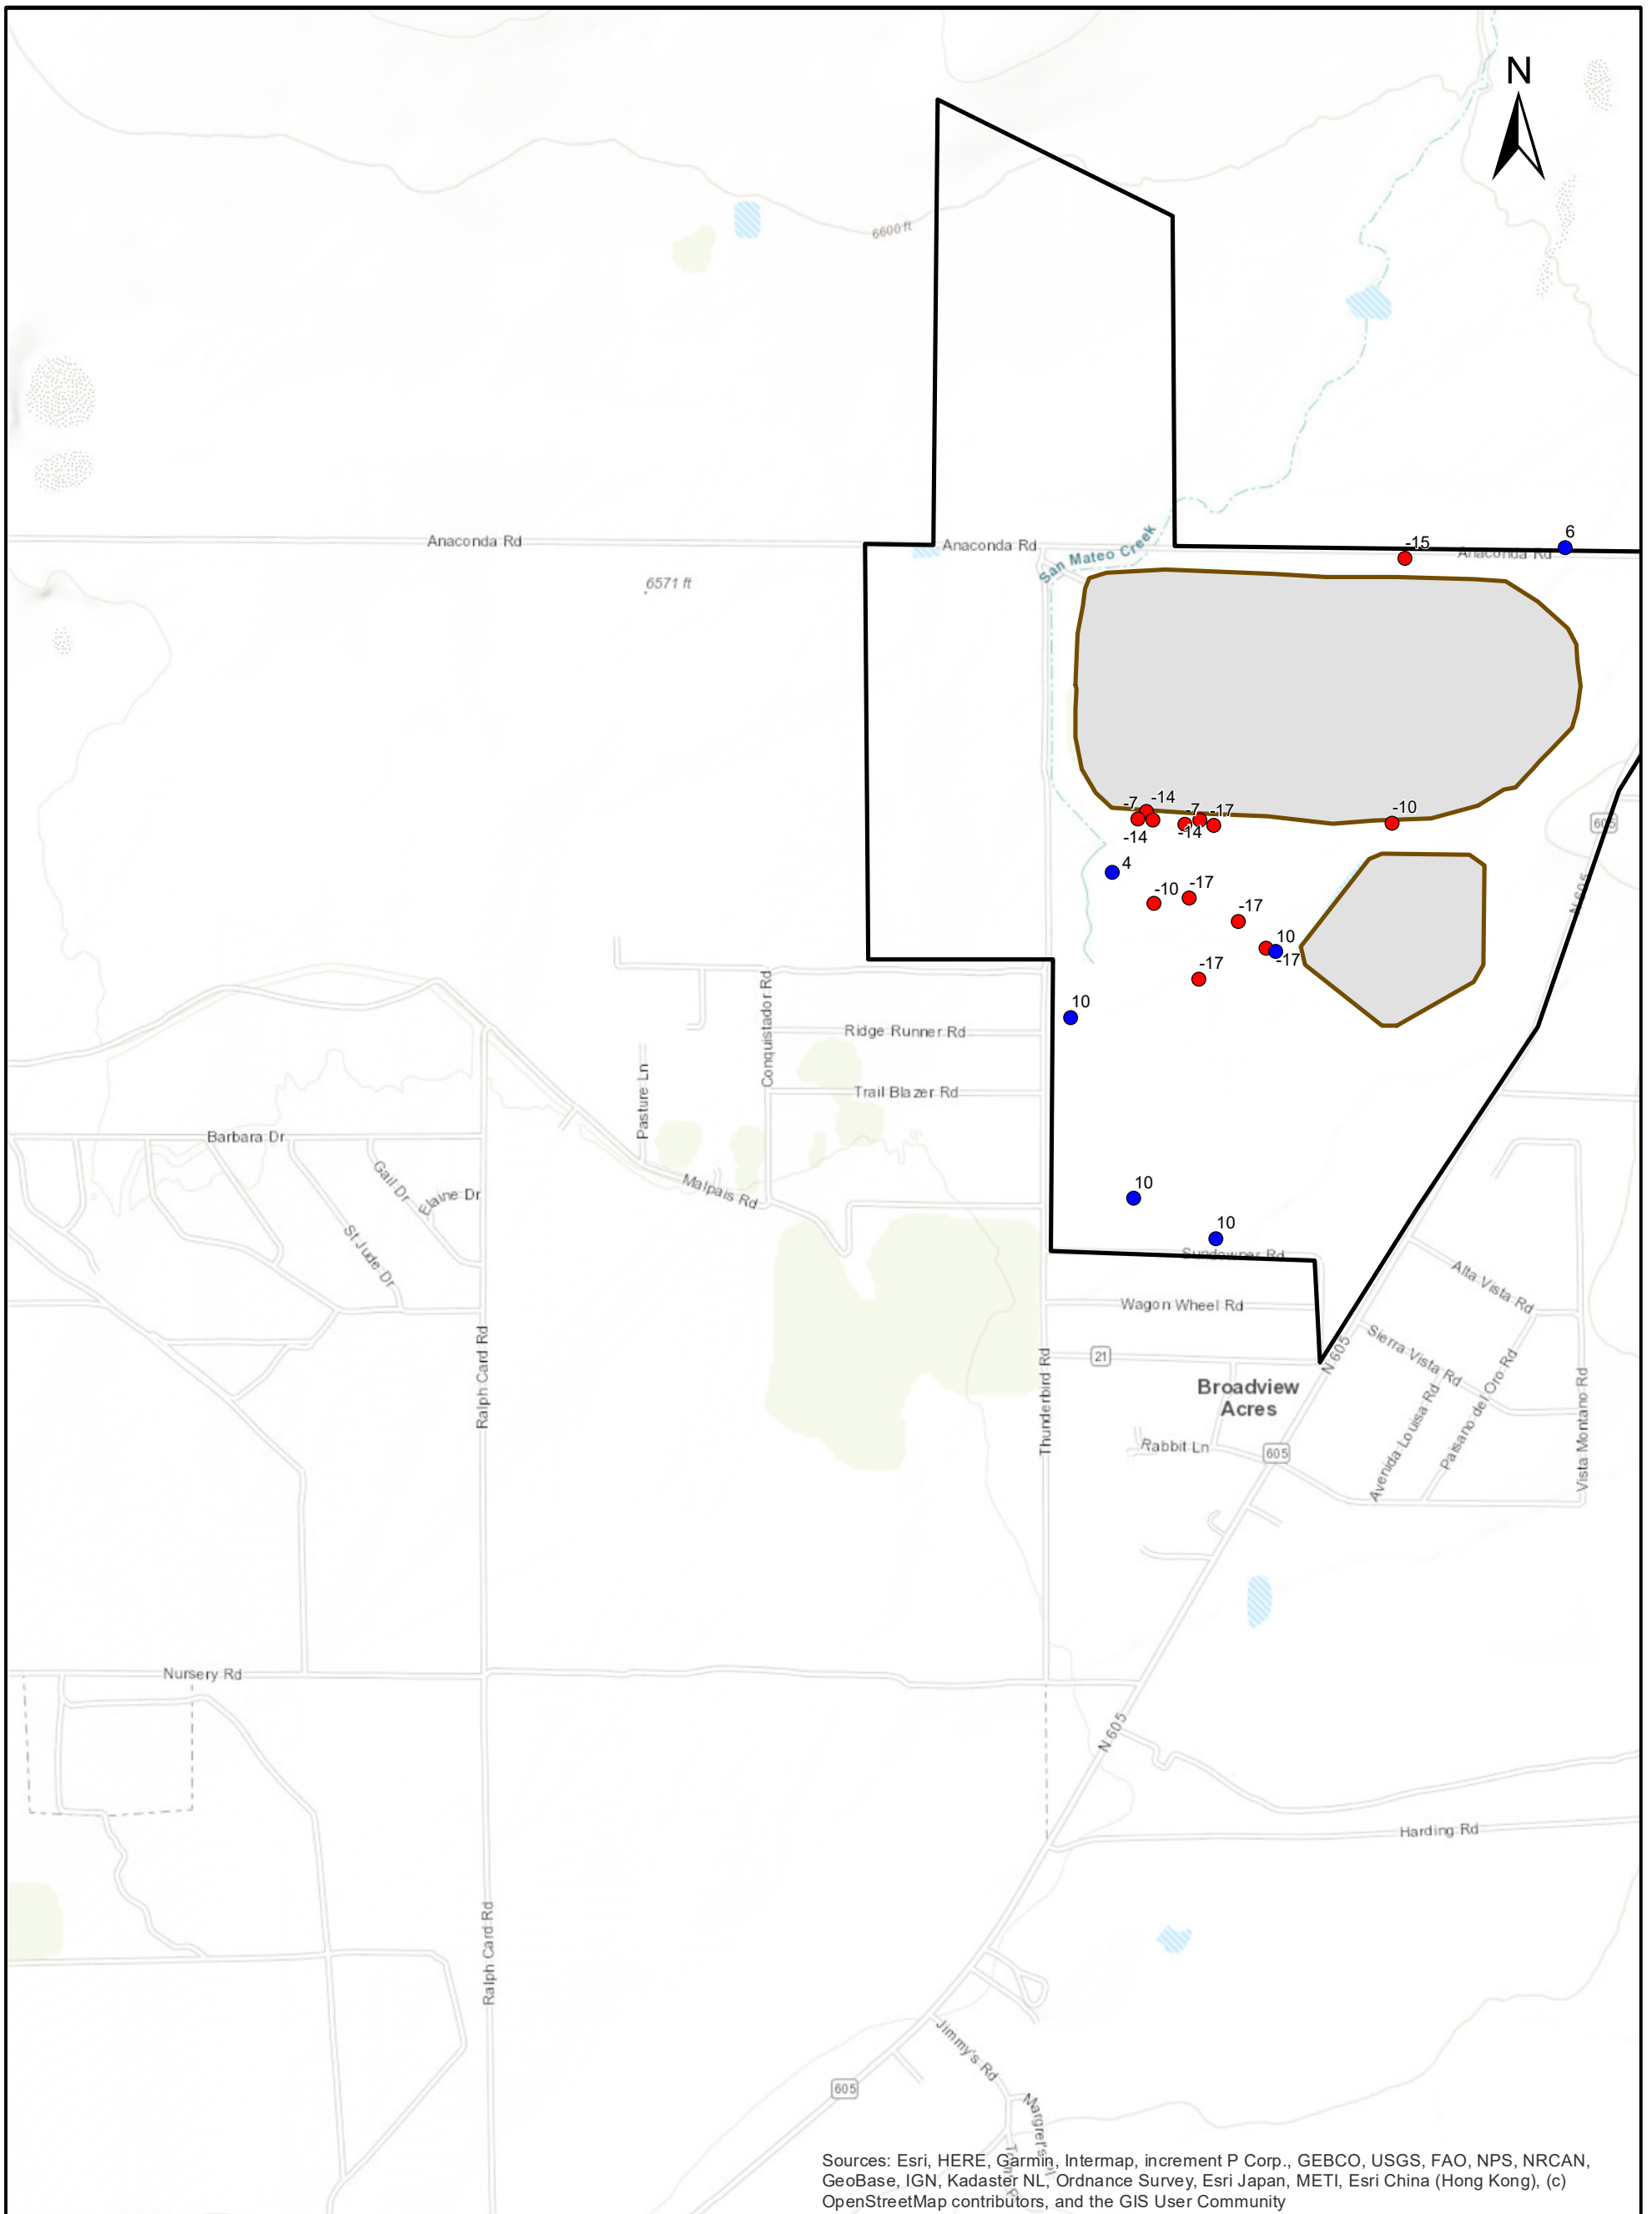 N
6600 ft
6
-15
Anaconda Rd
Anaconda Rd
Anaconda Rd
San Mateo Creek
6571 ft
-7
-14
-7
-17
-10
-14
-14
605
4
-10
-17
N 605
-17
10
-17
-17
10
Conquistador Rd
Ridge Runner Rd
Pasture Ln
Trail Blazer Rd
Barbara Dr
Gail Dr
Elaine Dr
Malpais Rd
10
10
St Jude Dr
Sundowner Rd
Alta Vista Rd
Wagon Wheel Rd
Ralph Card Rd
Thunderbird Rd
21
N 605
Sierra Vista Rd
Broadview
Acres
Paisano del Oro Rd
Avenida Louisa Rd
Vista Montano Rd
Rabbit Ln
605
Nursery Rd
N 605
Harding Rd
Ralph Card Rd
Jimmy's Rd
605
Margret's
Sources: Esri, HERE, Garmin, Intermap, increment P Corp., GEBCO, USGS, FAO, NPS, NRCAN,
GeoBase, IGN, Kadaster NL, Ordnance Survey, Esri Japan, METI, Esri China (Hong Kong), (c)
OpenStreetMap contributors, and the GIS User Community